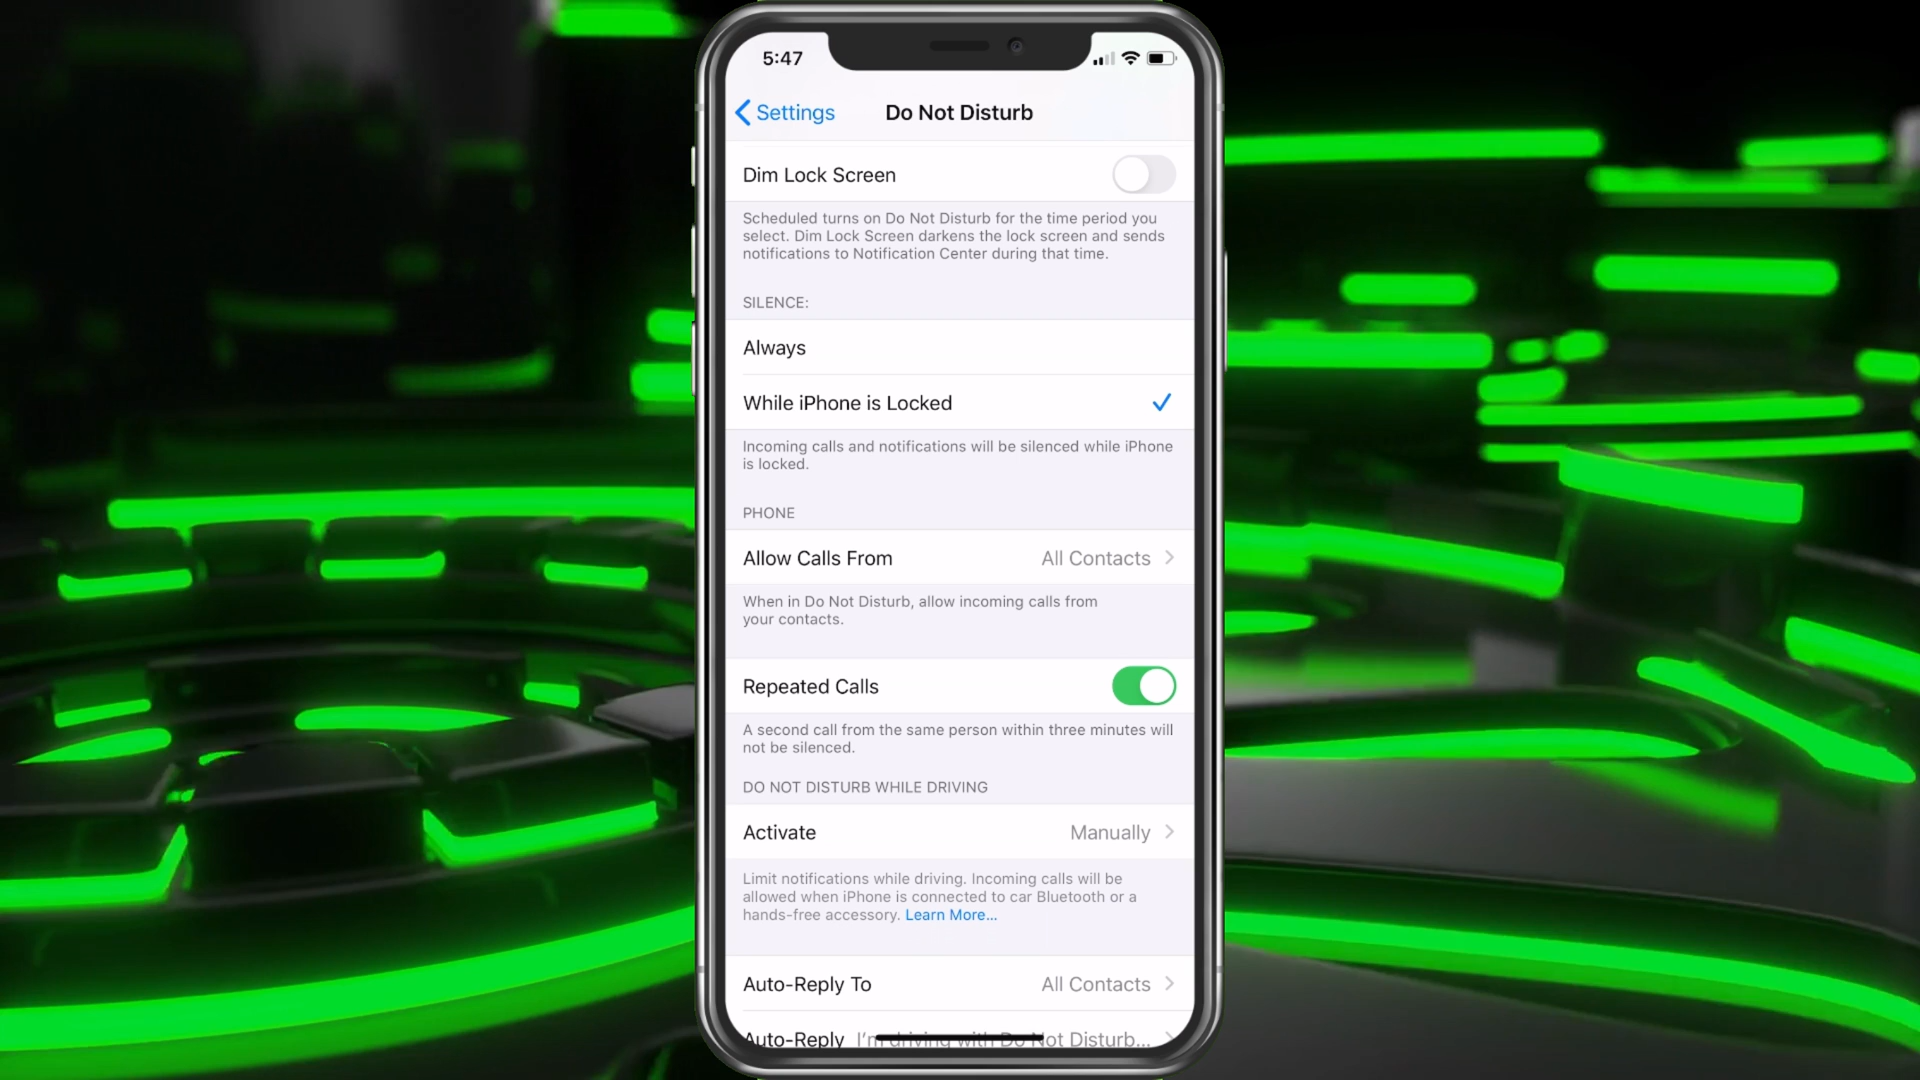 5:47
Settings
Do Not Disturb
Dim Lock Screen
Scheduled turns on Do Not Disturb for the time period you
select. Dim Lock Screen darkens the lock screen and sends
notifications to Notification Center during that time.
SILENCE:
Always
While iPhone is Locked
Incoming calls and notifications will be silenced while iPhone
is locked.
PHONE
Allow Calls From All Contacts
When in Do Not Disturb, allow incoming calls from
your contacts.
Repeated Calls
A second call from the same person within three minutes will
not be silenced.
DO NOT DISTURB WHILE DRIVING
Activate Manually
Limit notifications while driving. Incoming calls will be
allowed when iPhone is connected to car Bluetooth or a
hands-free accessory. Learn More...
Auto-Reply To All Contacts
Auto-Reply I'm driving with Do Not Disturb...